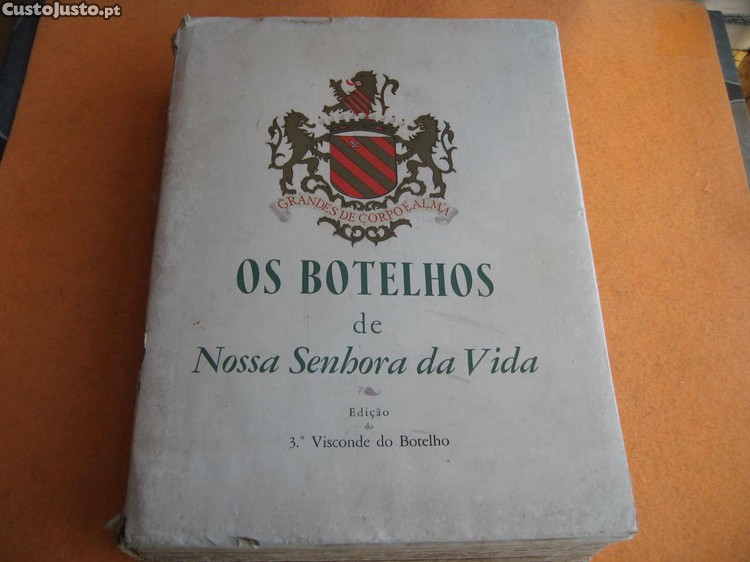 CustoJusto.pt
GRANDES DE CORPO E ALMA
OS BOTELHOS
de
Nossa Senhora da Vida
Edição
do
3.º Visconde do Botelho